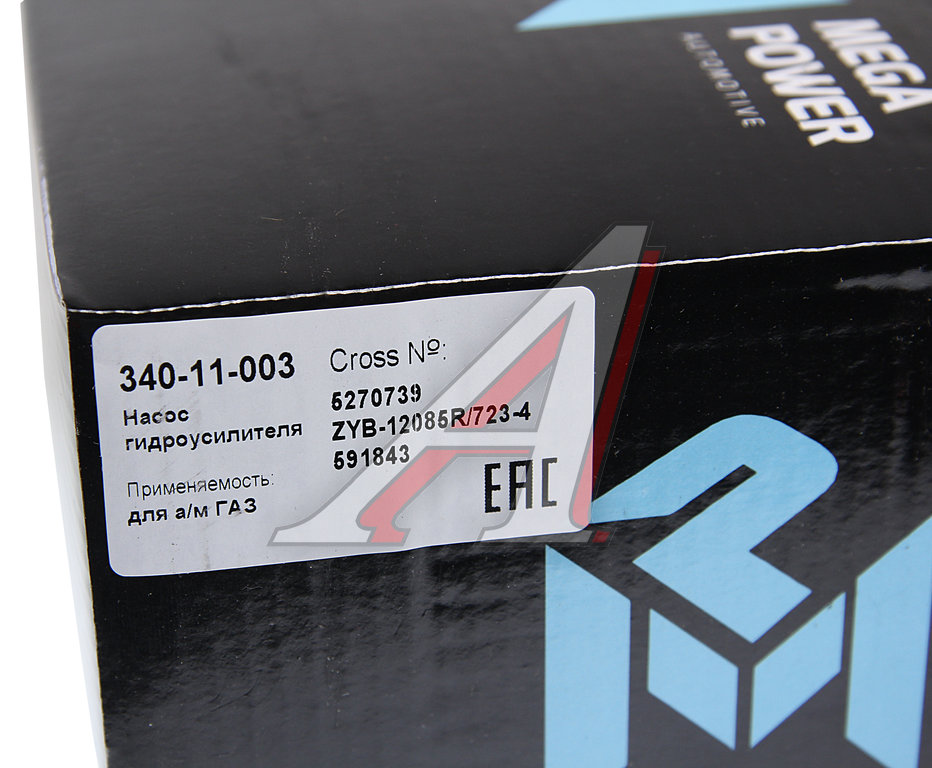 MEGA
POWER
AUTOMOTIVE
340-11-003
Насос
гидроусилителя
Применяемость:
для а/м ГАЗ
Cross №:
5270739
ZYB-12085R/723-4
591843
EAC